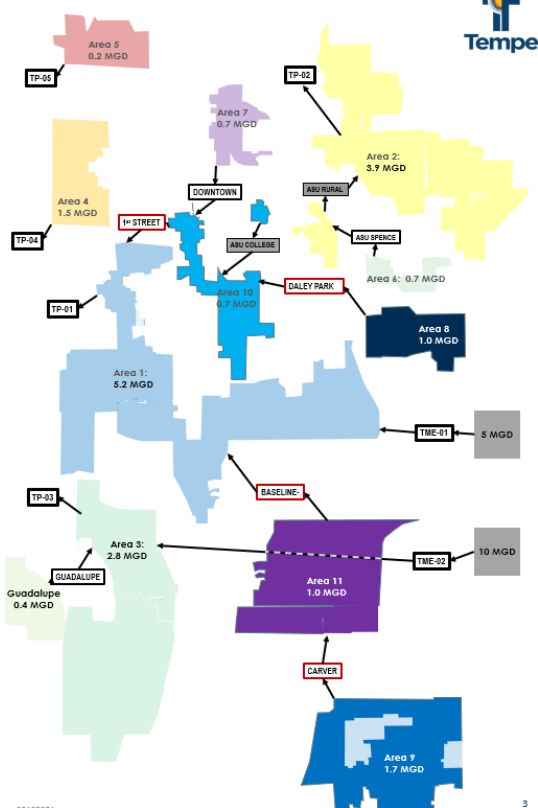 Tempe
Area 5
0.2 MGD
TP-05
TP-02
Area 7
0.7 MGD
Area 2:
3.9 MGD
DOWNTOWN
ASU RURAL
Area 4
1.5 MGD
1st STREET
ASU COLLEGE
ASU SPENCE
TP-04
Area 6: 0.7 MGD
DALEY PARK
Area 10
0.7 MGD
TP-01
Area 8
1.0 MGD
Area 1:
5.2 MGD
TME-01
5 MGD
BASELINE-
TP-03
Area 3:
2.8 MGD
10 MGD
TME-02
GUADALUPE
Area 11
1.0 MGD
Guadalupe
0.4 MGD
CARVER
Area 9
1.7 MGD
3